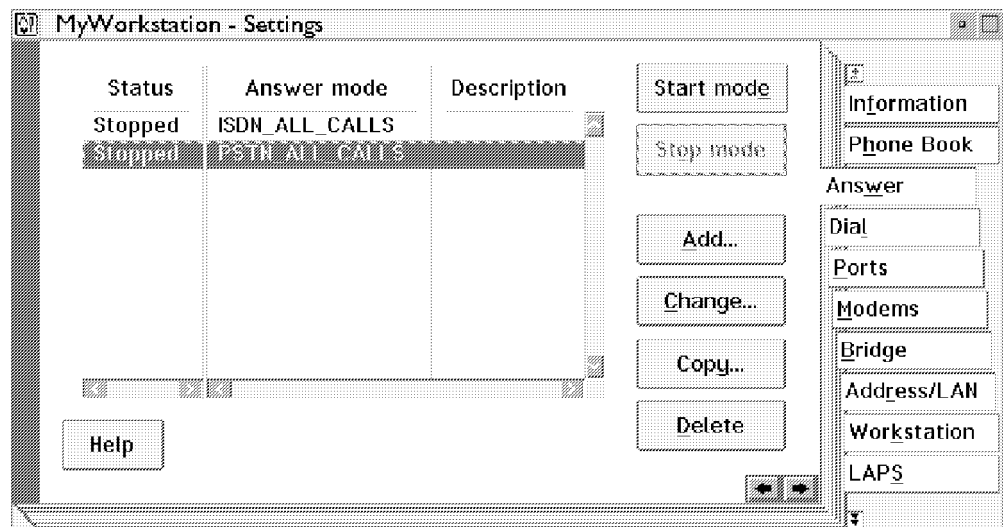 MyWorkstation - Settings
Status Answer mode Description
Stopped ISDN_ALL_CALLS
Stopped PSTN_ALL_CALLS
Start mode
Stop mode
Add...
Change...
Copy...
Delete
Help
Information
Phone Book
Answer
Dial
Ports
Modems
Bridge
Address/LAN
Workstation
LAPS